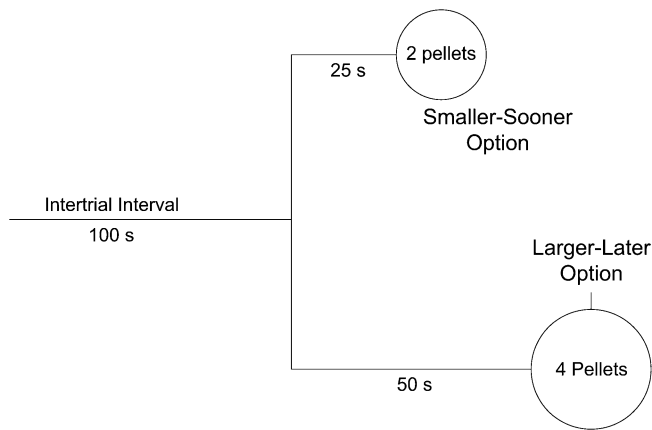 2 pellets
25 s
Smaller-Sooner
Option
Intertrial Interval
100 s
Larger-Later
Option
4 Pellets
50 s